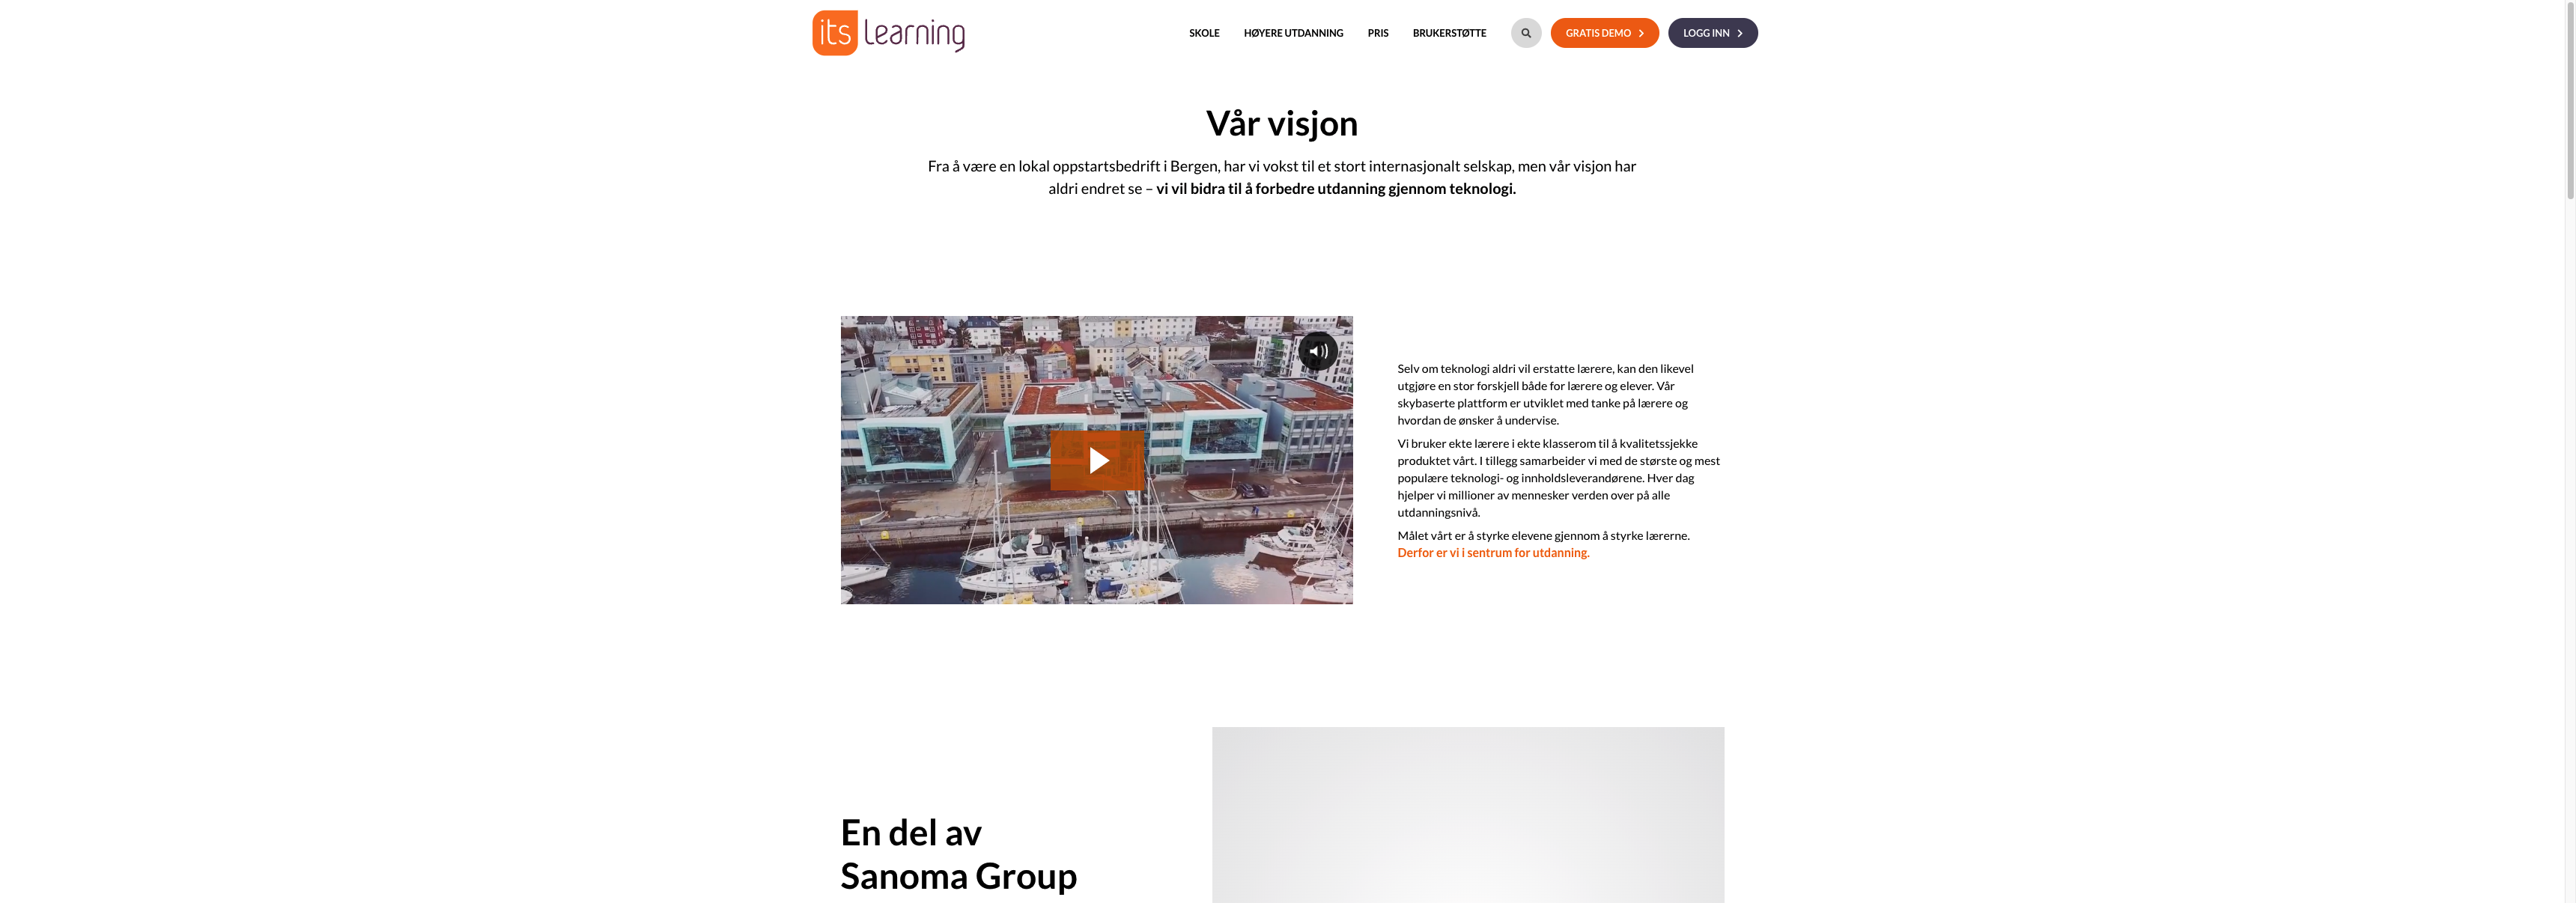 its learning
SKOLE HØYERE UTDANNING PRIS BRUKERSTØTTE GRATIS DEMO LOGG INN
Vår visjon
Fra å være en lokal oppstartsbedrift i Bergen, har vi vokst til et stort internasjonalt selskap, men vår visjon har
aldri endret se – vi vil bidra til å forbedre utdanning gjennom teknologi.
Selv om teknologi aldri vil erstatte lærere, kan den likevel
utgjøre en stor forskjell både for lærere og elever. Vår
skybaserte plattform er utviklet med tanke på lærere og
hvordan de ønsker å undervise.
Vi bruker ekte lærere i ekte klasserom til å kvalitetssjekke
produktet vårt. I tillegg samarbeider vi med de største og mest
populære teknologi- og innholdsleverandørene. Hver dag
hjelper vi millioner av mennesker verden over på alle
utdanningsnivå.
Målet vårt er å styrke elevene gjennom å styrke lærerne.
Derfor er vi i sentrum for utdanning.
En del av
Sanoma Group